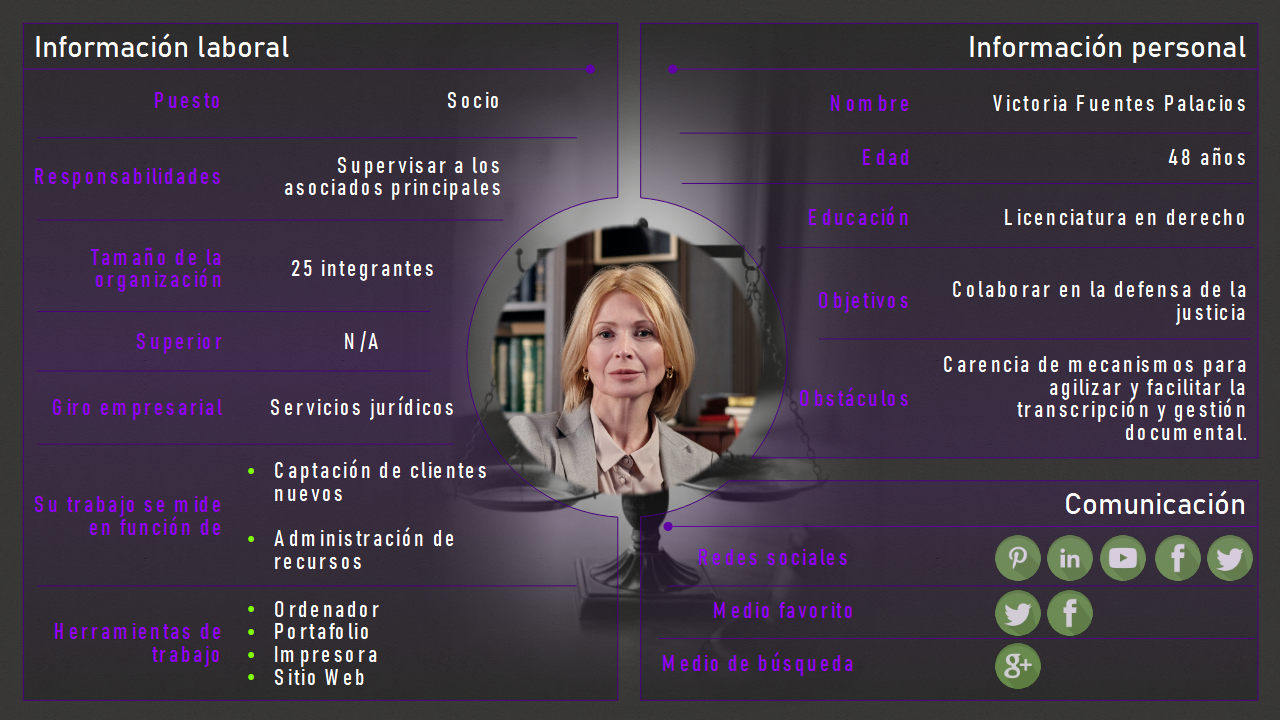 Información laboral
Puesto
Socio
Responsabilidades
Supervisar a los
asociados principales
Tamaño de la
organización
25 integrantes
Superior
N/A
Giro empresarial
Servicios jurídicos
Su trabajo se mide
en función de
• Captación de clientes
nuevos
• Administración de
recursos
Herramientas de
trabajo
• Ordenador
• Portafolio
• Impresora
• Sitio Web
Información personal
Nombre
Victoria Fuentes Palacios
Edad
48 años
Educación
Licenciatura en derecho
Objetivos
Colaborar en la defensa de la
justicia
Obstáculos
Carencia de mecanismos para
agilizar y facilitar la
transcripción y gestión
documental.
Comunicación
Redes sociales
in
f
Medio favorito
f
Medio de búsqueda
g+